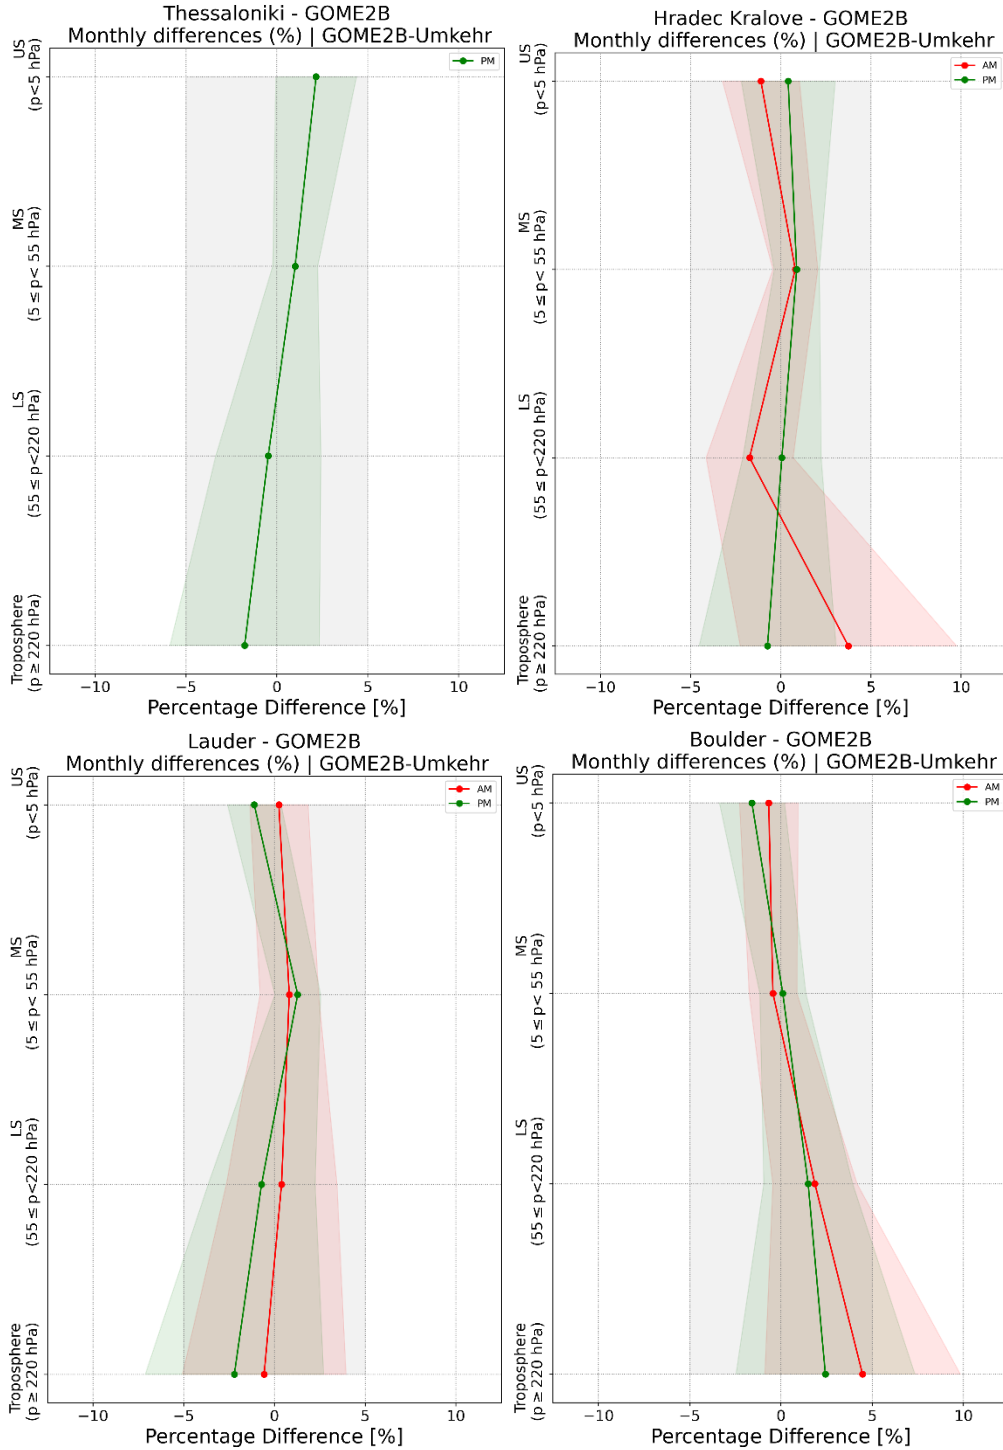 Thessaloniki - GOME2B
Monthly differences (%) | GOME2B-Umkehr
PM
US
(p<5 hPa)
MS
(5 ≤ p< 55 hPa)
LS
(55 ≤ p<220 hPa)
Troposphere
(p ≥ 220 hPa)
−10 −5 0 5 10
Percentage Difference [%]
Hradec Kralove - GOME2B
Monthly differences (%) | GOME2B-Umkehr
AM
PM
US
(p<5 hPa)
MS
(5 ≤ p< 55 hPa)
LS
(55 ≤ p<220 hPa)
Troposphere
(p ≥ 220 hPa)
−10 −5 0 5 10
Percentage Difference [%]
Lauder - GOME2B
Monthly differences (%) | GOME2B-Umkehr
AM
PM
US
(p<5 hPa)
MS
(5 ≤ p< 55 hPa)
LS
(55 ≤ p<220 hPa)
Troposphere
(p ≥ 220 hPa)
−10 −5 0 5 10
Percentage Difference [%]
Boulder - GOME2B
Monthly differences (%) | GOME2B-Umkehr
AM
PM
US
(p<5 hPa)
MS
(5 ≤ p< 55 hPa)
LS
(55 ≤ p<220 hPa)
Troposphere
(p ≥ 220 hPa)
−10 −5 0 5 10
Percentage Difference [%]